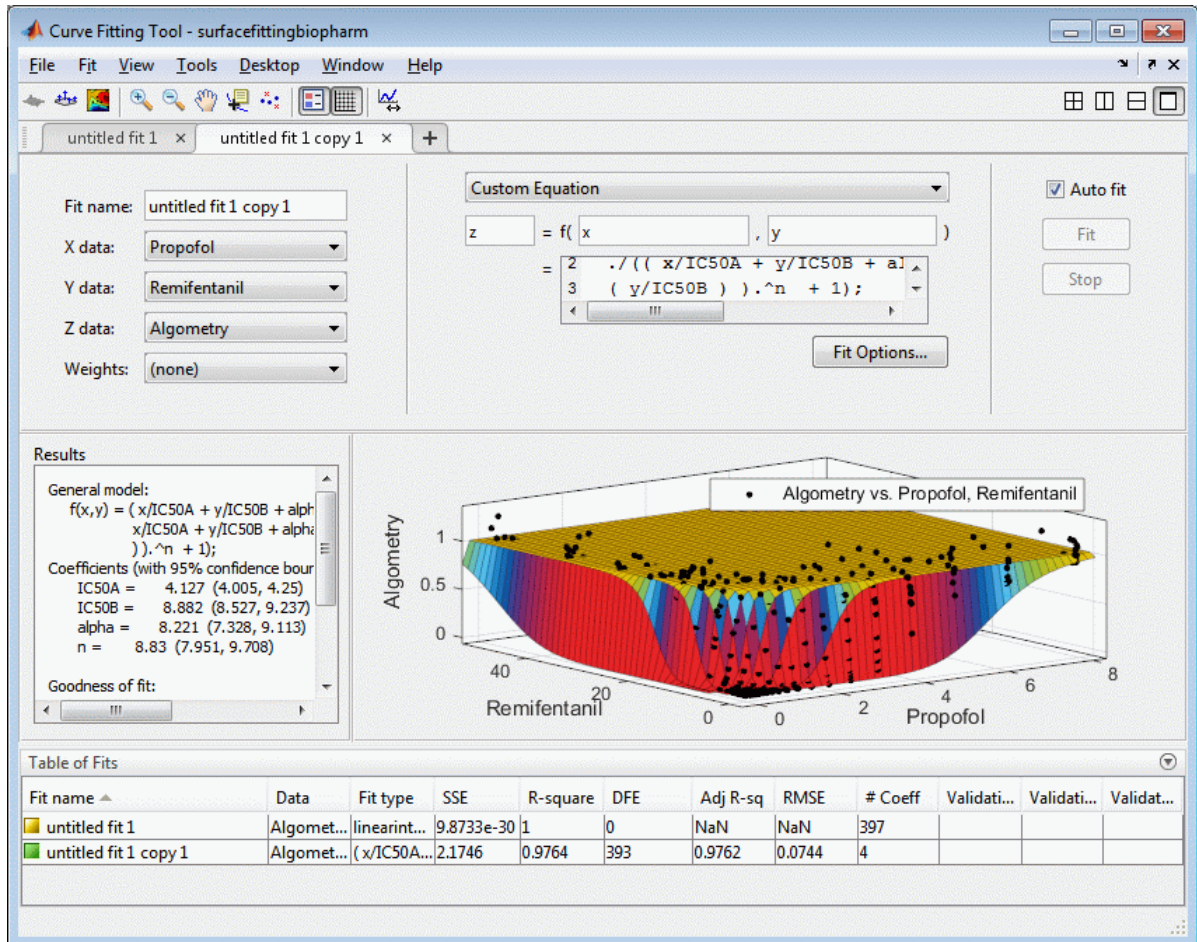 Curve Fitting Tool - surfacefittingbiopharm
File Fit View Tools Desktop Window Help
untitled fit 1 × untitled fit 1 copy 1 × +
Fit name: untitled fit 1 copy 1
X data: Propofol
Y data: Remifentanil
Z data: Algometry
Weights: (none)
Custom Equation
z = f( x , y )
=
2 ./(( x/IC50A + y/IC50B + al
3 ( y/IC50B ) ).^n + 1);
Fit Options...
Auto fit
Fit
Stop
Results
General model:
f(x,y) = ( x/IC50A + y/IC50B + alph
x/IC50A + y/IC50B + alpha
) ).^n + 1);
Coefficients (with 95% confidence bour
IC50A = 4.127 (4.005, 4.25)
IC50B = 8.882 (8.527, 9.237)
alpha = 8.221 (7.328, 9.113)
n = 8.83 (7.951, 9.708)
Goodness of fit:
Algometry vs. Propofol, Remifentanil
Algometry
1
0.5
0
40
20
0
Remifentanil
0
2
4
6
8
Propofol
Table of Fits
Fit name Data Fit type SSE R-square DFE Adj R-sq RMSE # Coeff Validati... Validati... Validat...
untitled fit 1 Algomet... linearint... 9.8733e-30 1 0 NaN NaN 397
untitled fit 1 copy 1 Algomet... ( x/IC50A... 2.1746 0.9764 393 0.9762 0.0744 4